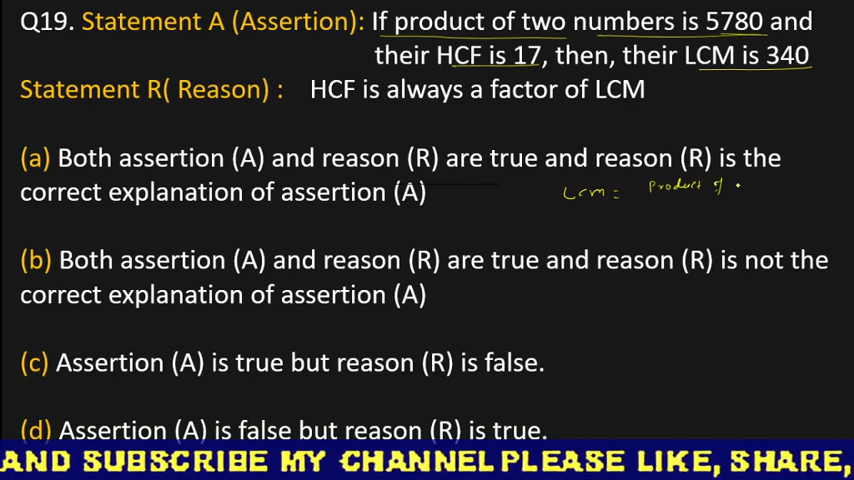 Q19. Statement A (Assertion): If product of two numbers is 5780 and
their HCF is 17, then, their LCM is 340
Statement R( Reason) : HCF is always a factor of LCM
(a) Both assertion (A) and reason (R) are true and reason (R) is the
correct explanation of assertion (A)
Lcm = Product of
(b) Both assertion (A) and reason (R) are true and reason (R) is not the
correct explanation of assertion (A)
(c) Assertion (A) is true but reason (R) is false.
(d) Assertion (A) is false but reason (R) is true.
AND SUBSCRIBE MY CHANNEL PLEASE LIKE, SHARE,